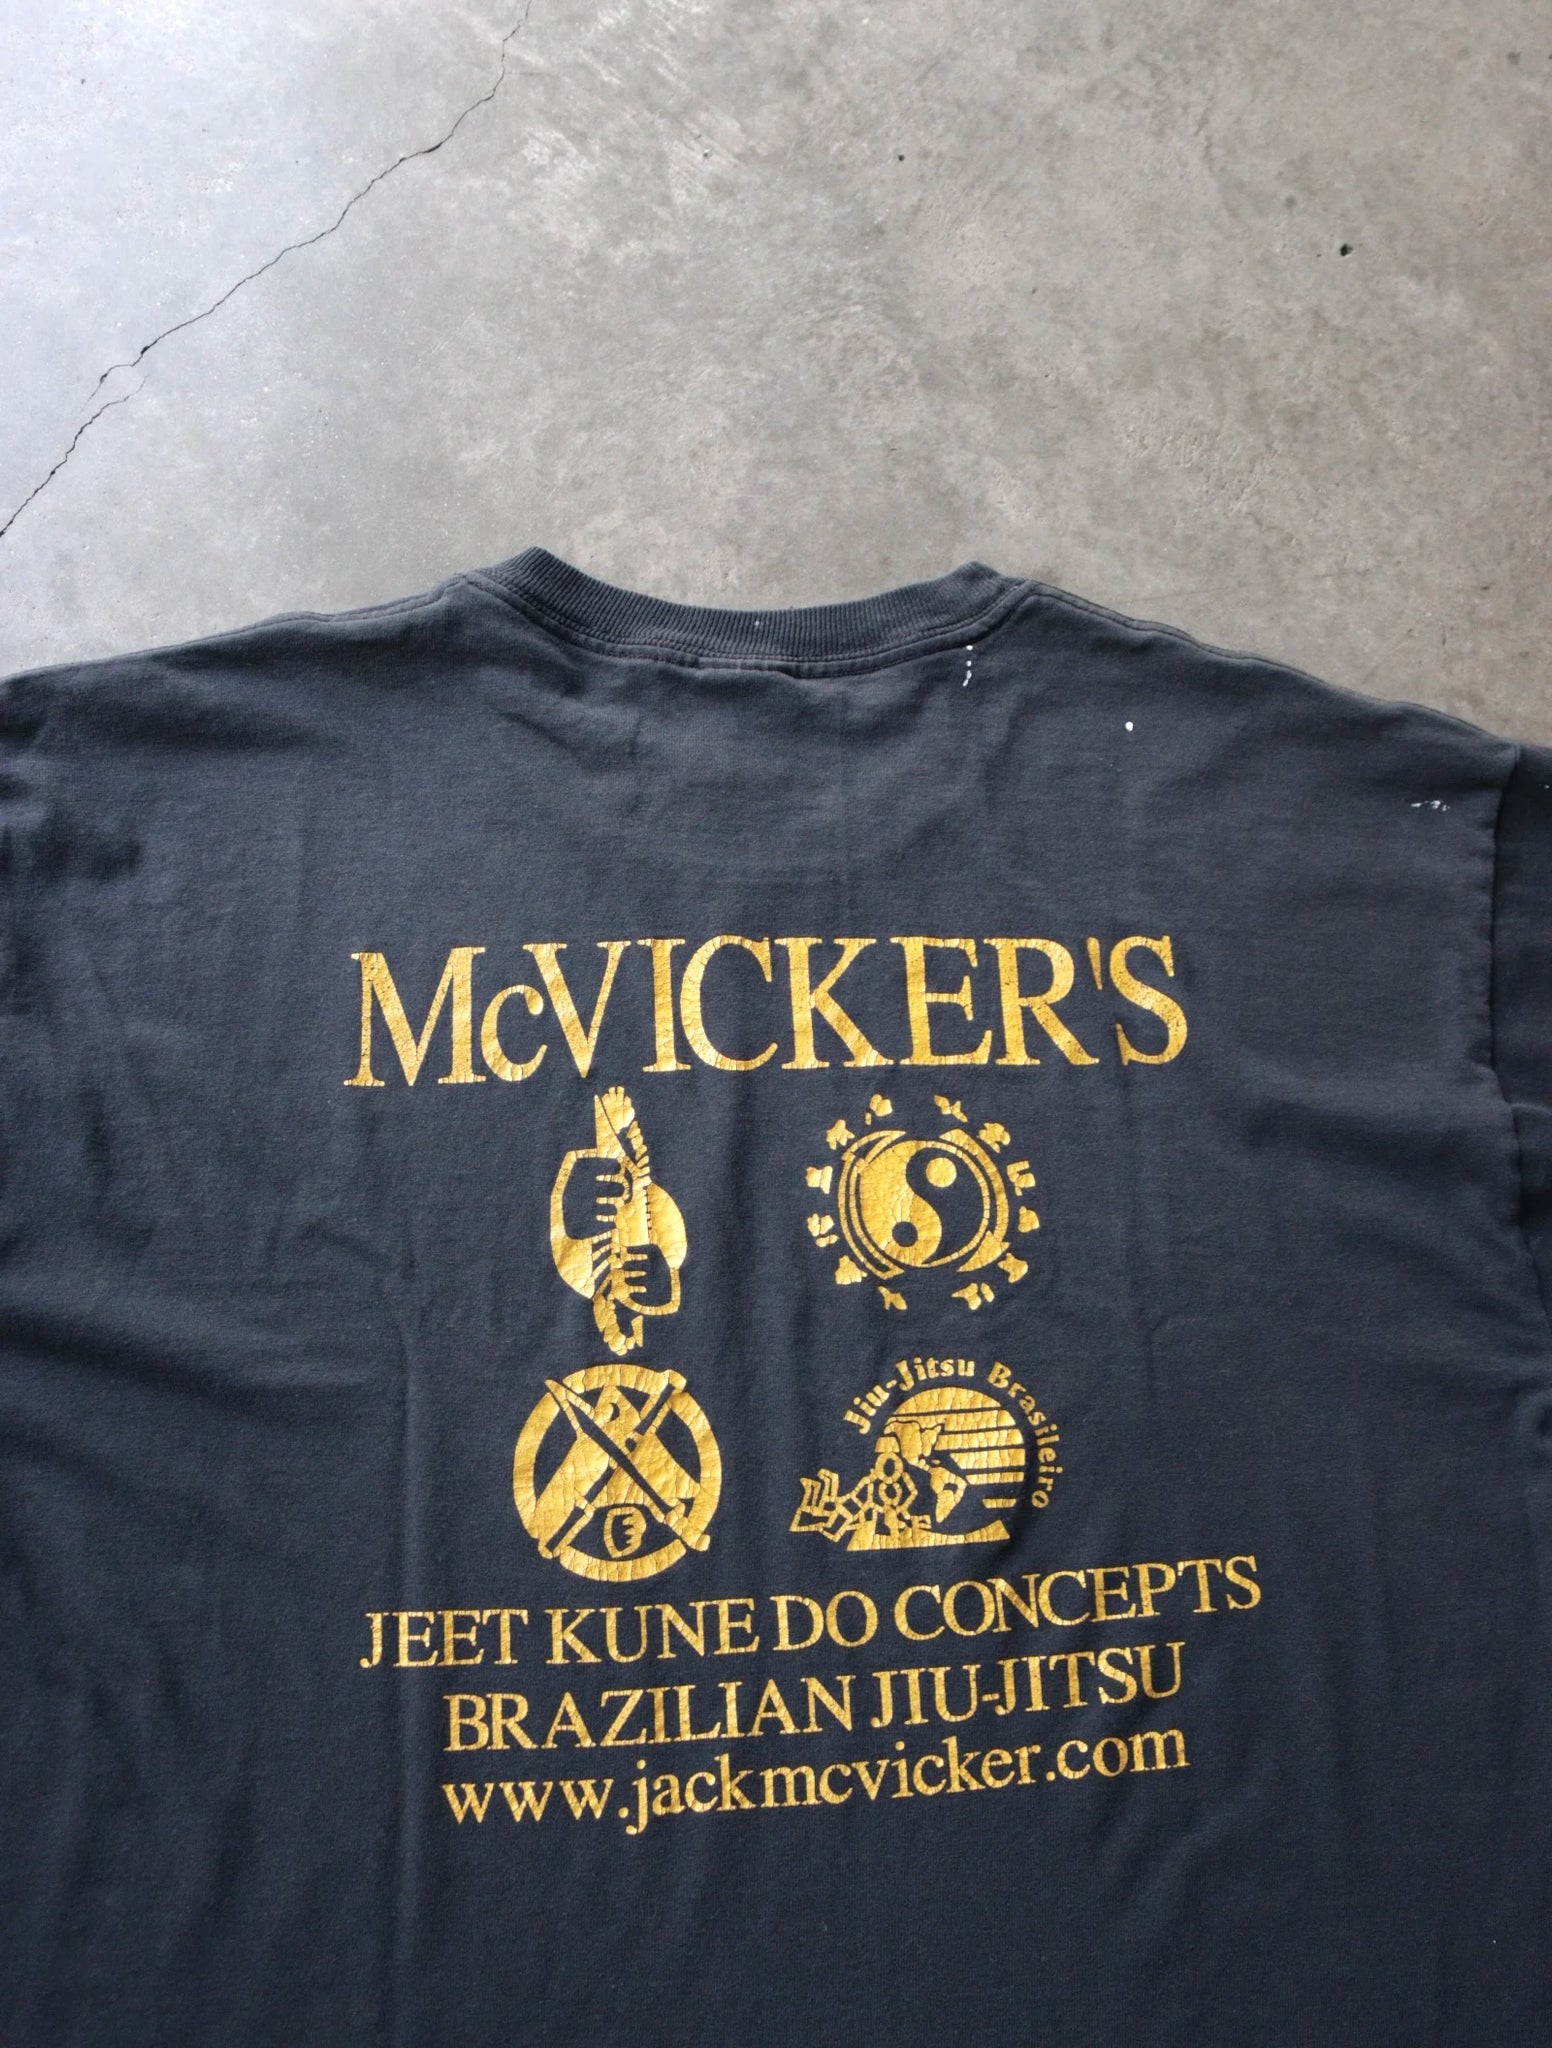 McVICKER'S
Jiu-Jitsu Brasileiro
JEET KUNE DO CONCEPTS
BRAZILIAN JIU-JITSU
www.jackmcvicker.com